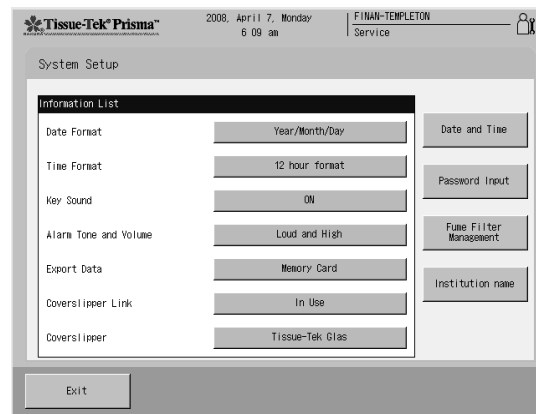 Tissue-Tek® Prisma™
2008, April 7, Monday
6 09 am
FINAN-TEMPLETON
Service
System Setup
Information List
Date Format
Year/Month/Day
Time Format
12 hour format
Key Sound
ON
Alarm Tone and Volume
Loud and High
Export Data
Memory Card
Coverslipper Link
In Use
Coverslipper
Tissue-Tek Glas
Date and Time
Password Input
Fume Filter
Management
Institution name
Exit